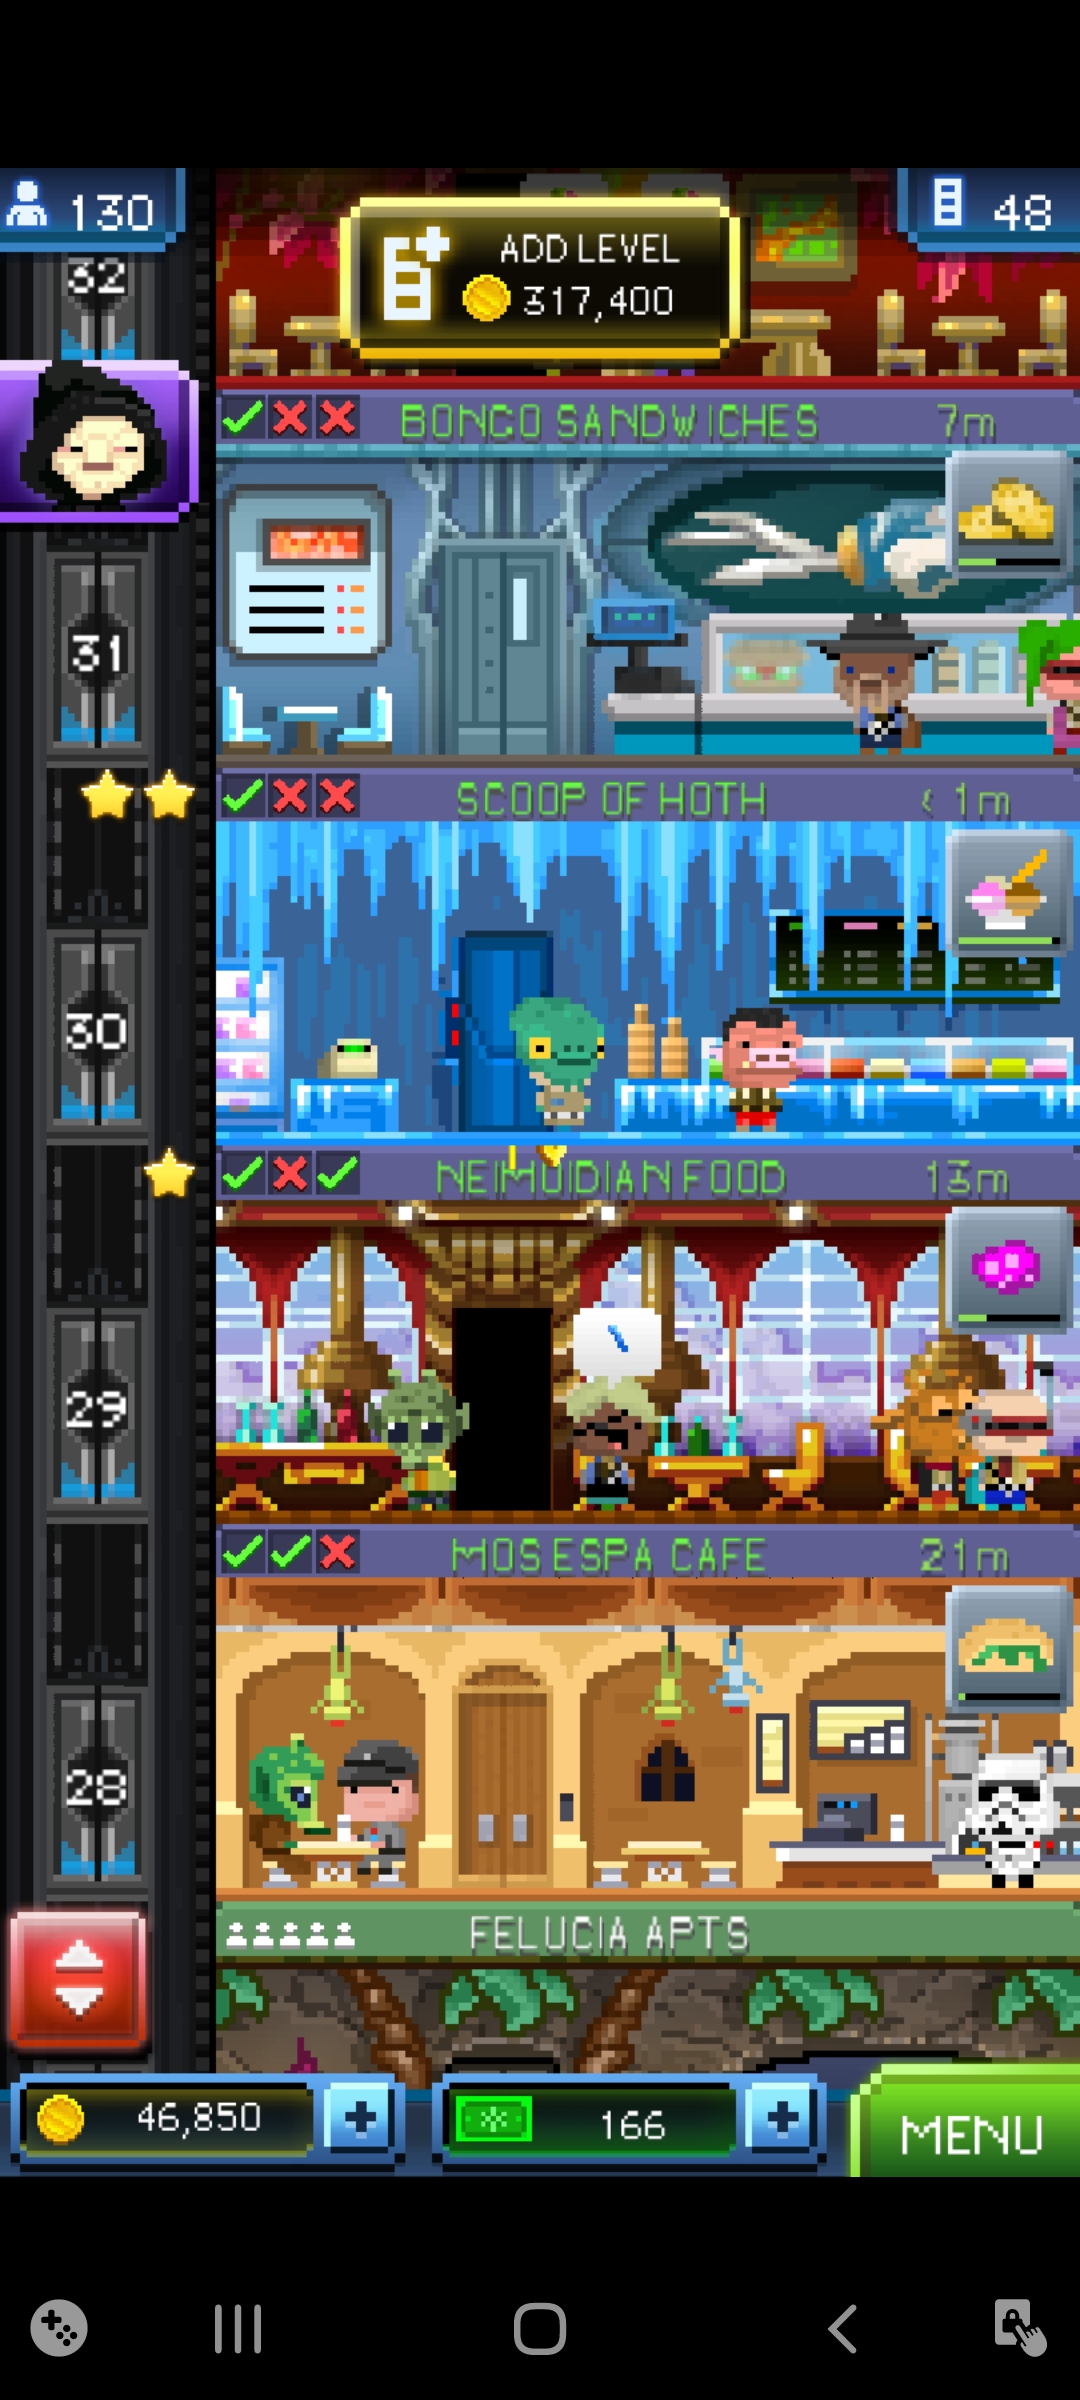 130
48
ADD LEVEL
317,400
32
BONGO SANDWICHES 7m
31
SCOOP OF HOTH < 1m
30
NEIMOIDIAN FOOD 13m
29
MOS ESPA CAFE 21m
28
FELUCIA APTS
46,850
166
MENU